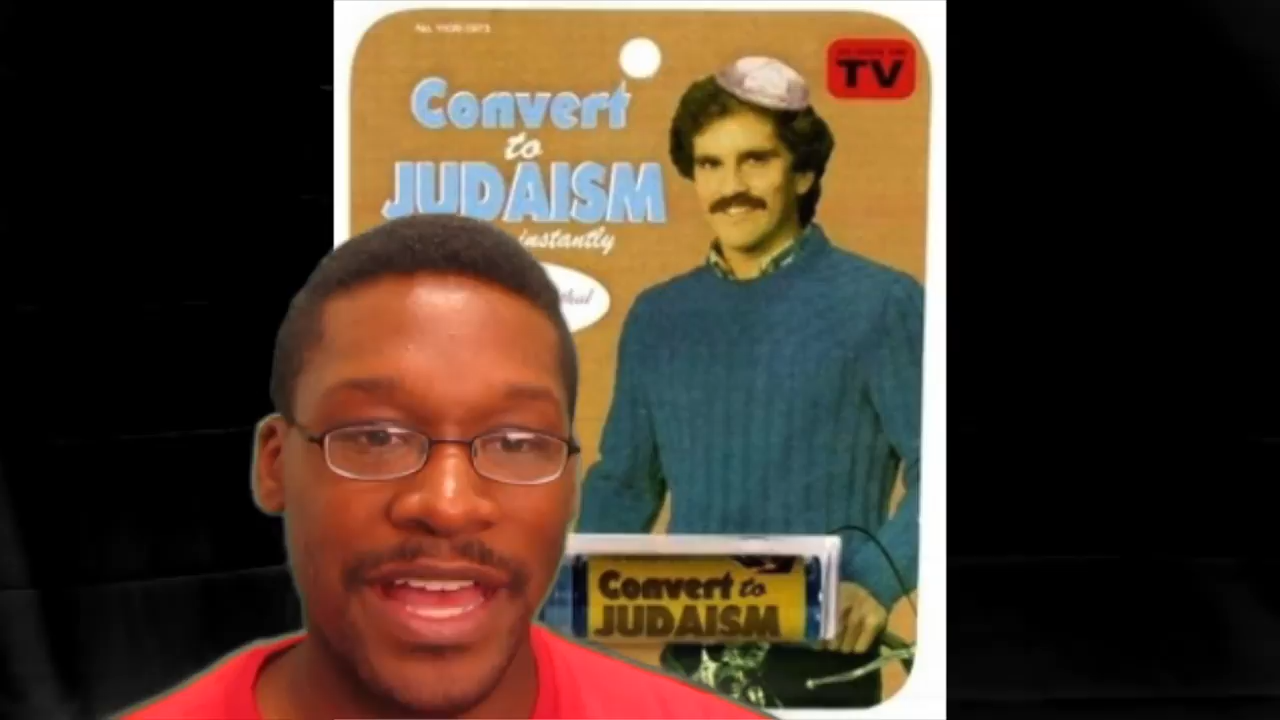 Convert
to
JUDAISM
instantly
TV
Convert to
JUDAISM